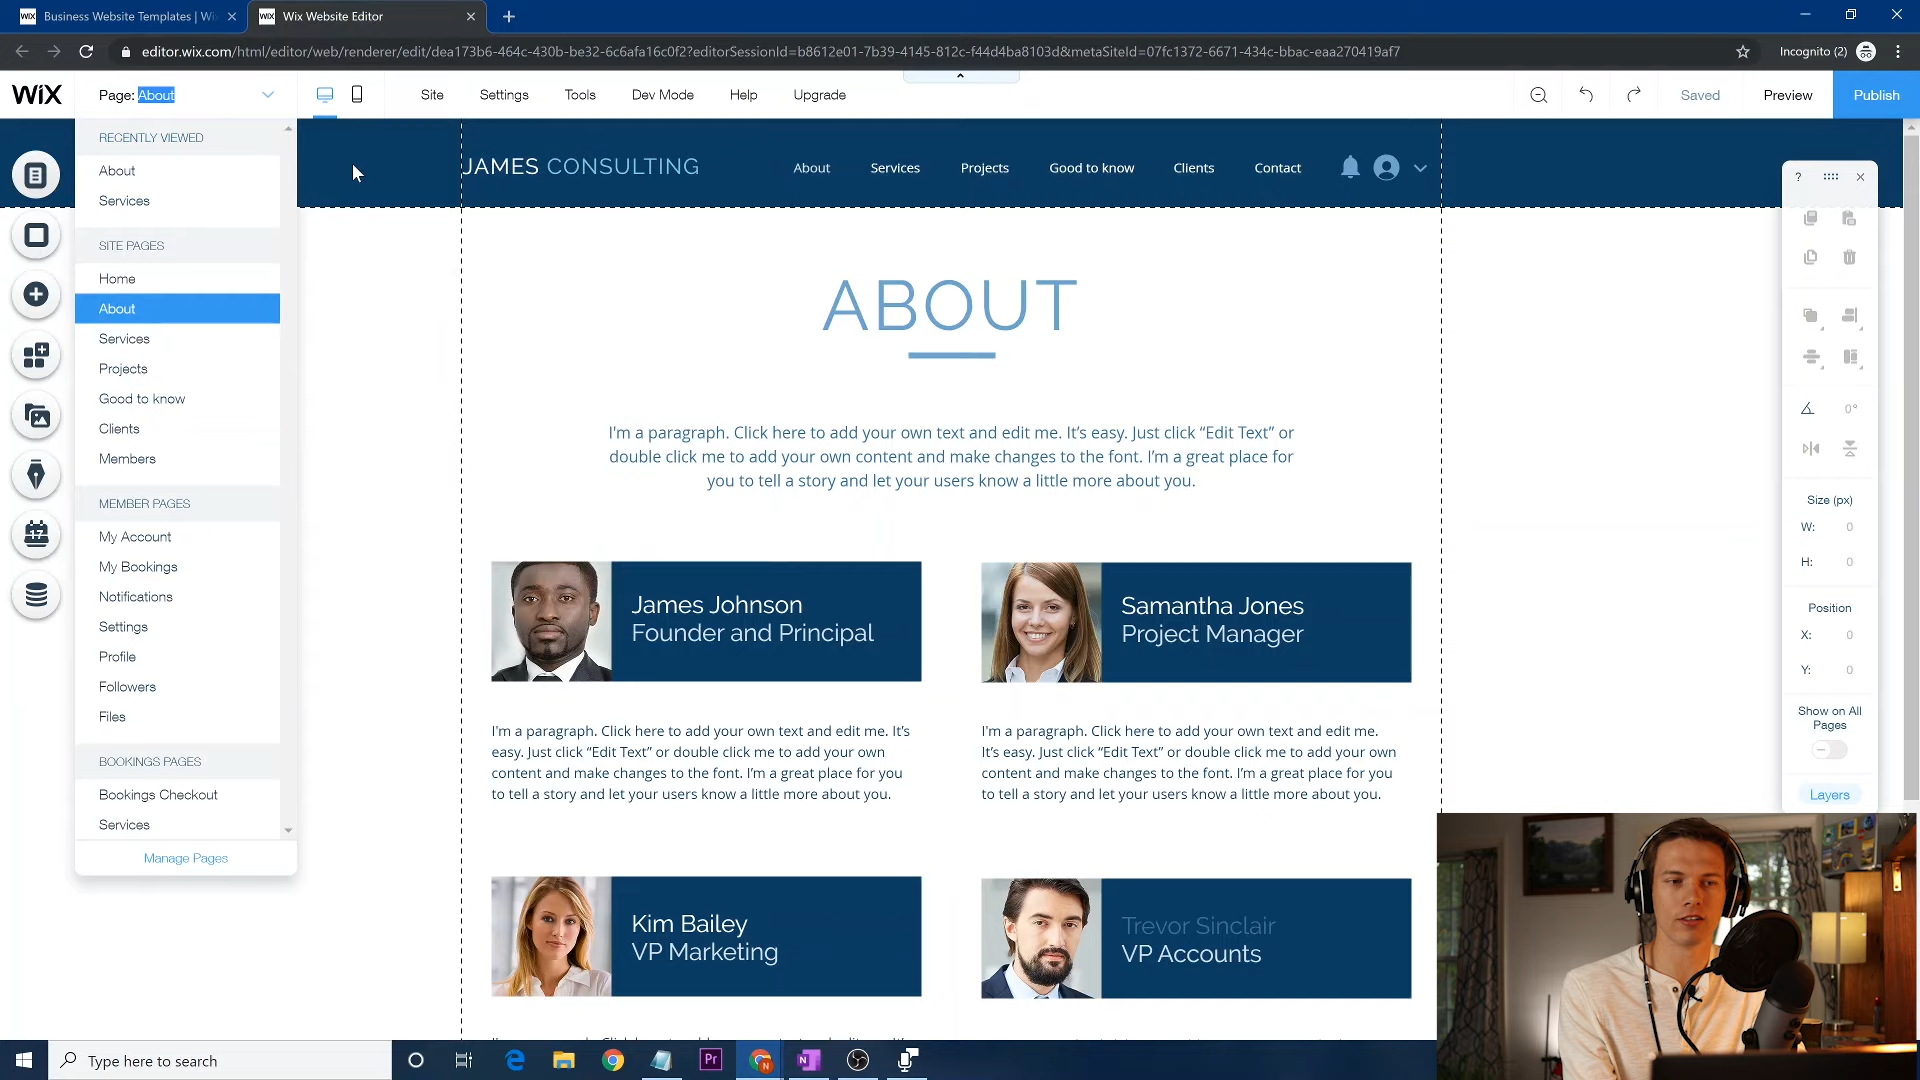 Business Website Templates | Wi
Wix Website Editor
editor.wix.com/html/editor/web/renderer/edit/dea173b6-464c-430b-be32-6c6afa16c0f2?editorSessionId=b8612e01-7b39-4145-812c-f44d4ba8103d&metaSiteId=07fc1372-6671-434c-bbac-eaa270419af7
Incognito (2)
WiX
Page: About
Site
Settings
Tools
Dev Mode
Help
Upgrade
Saved
Preview
Publish
RECENTLY VIEWED
About
Services
SITE PAGES
Home
About
Services
Projects
Good to know
Clients
Members
MEMBER PAGES
My Account
My Bookings
Notifications
Settings
Profile
Followers
Files
BOOKINGS PAGES
Bookings Checkout
Services
Manage Pages
17
JAMES CONSULTING
About
Services
Projects
Good to know
Clients
Contact
ABOUT
I'm a paragraph. Click here to add your own text and edit me. It's easy. Just click “Edit Text” or
double click me to add your own content and make changes to the font. I'm a great place for
you to tell a story and let your users know a little more about you.
James Johnson
Founder and Principal
Samantha Jones
Project Manager
I'm a paragraph. Click here to add your own text and edit me. It's
easy. Just click “Edit Text” or double click me to add your own
content and make changes to the font. I'm a great place for you
to tell a story and let your users know a little more about you.
I'm a paragraph. Click here to add your own text and edit me.
It's easy. Just click “Edit Text” or double click me to add your own
content and make changes to the font. I'm a great place for you
to tell a story and let your users know a little more about you.
Kim Bailey
VP Marketing
Trevor Sinclair
VP Accounts
?
0°
Size (px)
W: 0
H: 0
Position
X: 0
Y: 0
Show on All
Pages
Layers
Type here to search
Pr
N